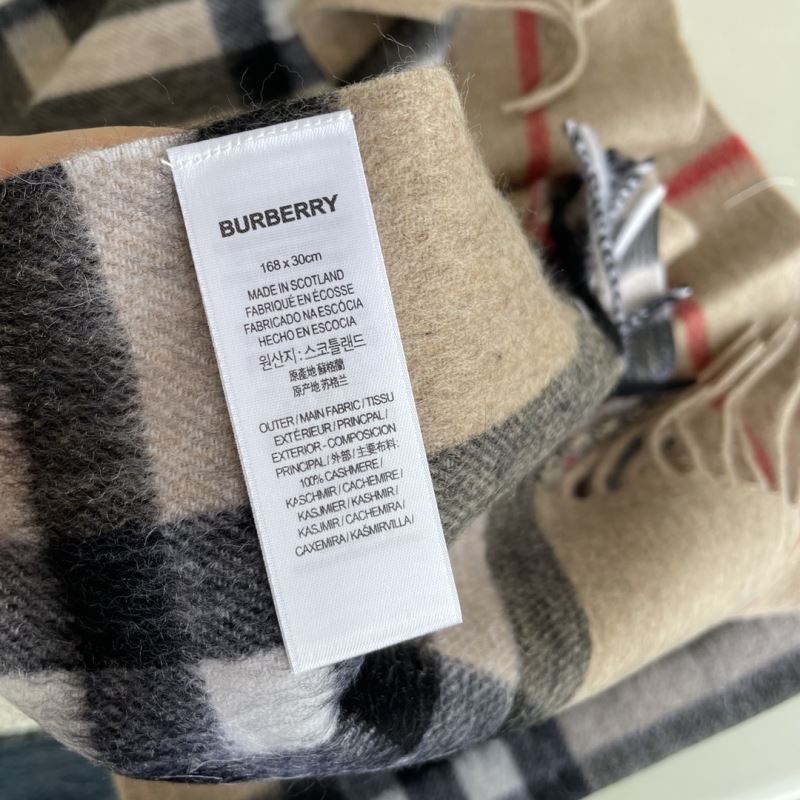 BURBERRY
168 x 30cm
MADE IN SCOTLAND
FABRIQUÉ EN ÉCOSSE
FABRICADO NA ESCÓCIA
HECHO EN ESCOCIA
원산지 : 스코틀랜드
原產地 蘇格蘭
原产地 苏格兰
OUTER / MAIN FABRIC / TISSU
EXTÉRIEUR / PRINCPAL /
EXTERIOR - COMPOSICION
PRINCIPAL / 外部 / 主要布料:
100% CASHMERE /
KASCHMIR / CACHEMIRE /
KASJMIER / KASHMIR /
KASJMIR / CACHEMIRA /
CAXEMIRA / KAŠMIRVILLA /